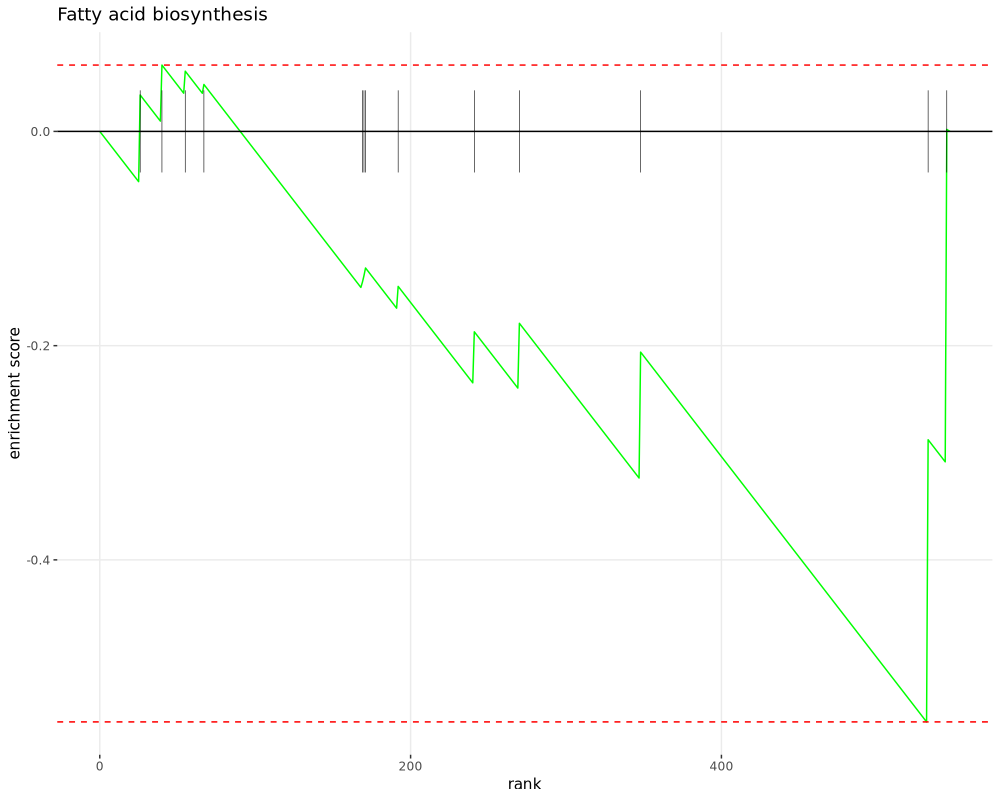 Fatty acid biosynthesis
0.0
-0.2
-0.4
enrichment score
0
200
400
rank